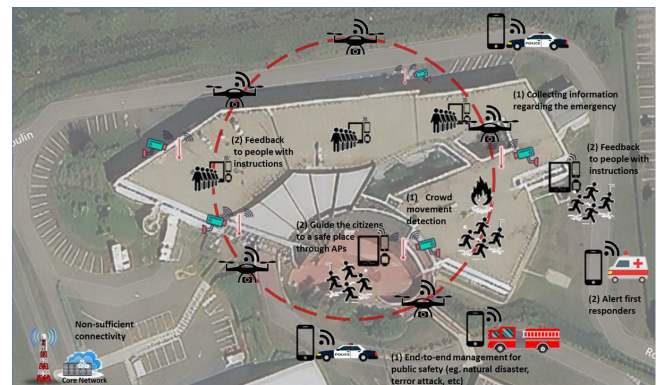 oulin
POLICE
(1) Collecting information
regarding the emergency
(2) Feedback
to people with
instructions
(2) Feedback
to people with
instructions
(1) Crowd
movement
detection
(2) Guide the citizens
to a safe place
through APs
(2) Alert first
responders
Non-sufficient
connectivity
Core Network
POLICE
(1) End-to-end management for
public safety (eg. natural disaster,
terror attack, etc)
Ro